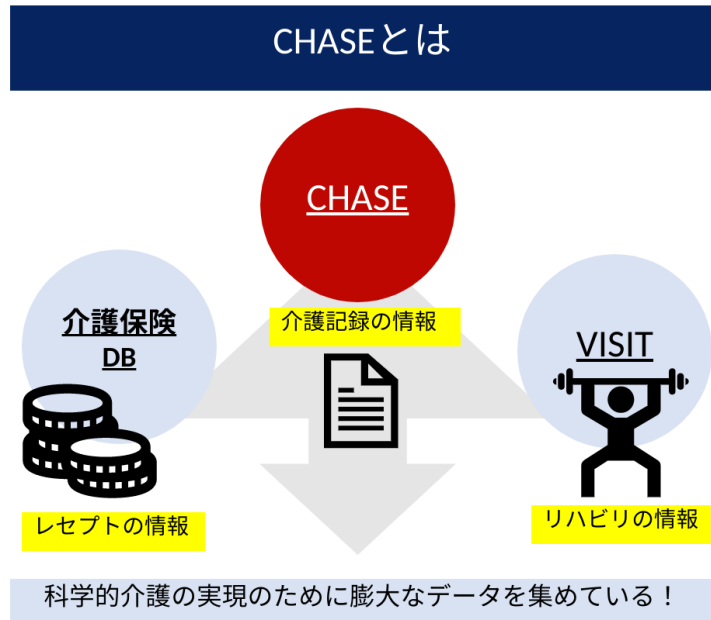 CHASEとは
CHASE
介護記録の情報
介護保険
DB
レセプトの情報
VISIT
リハビリの情報
科学的介護の実現のために膨大なデータを集めている！